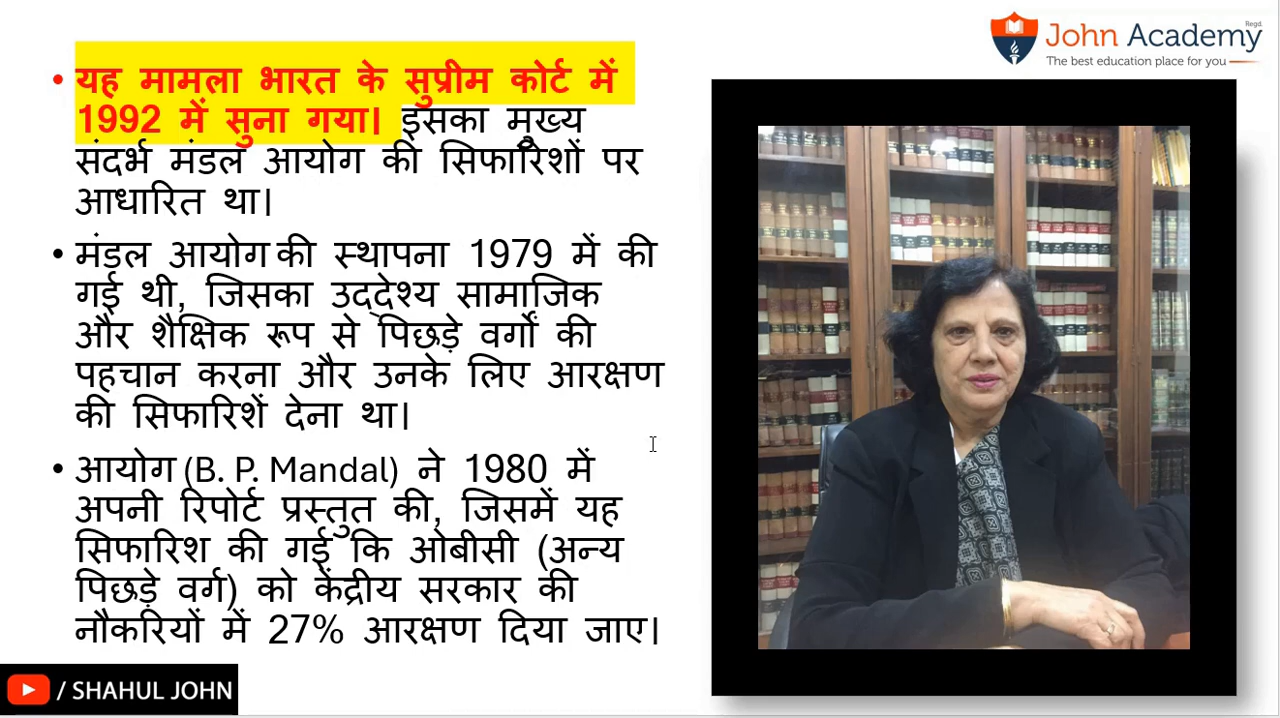 Regd.
John Academy
The best education place for you
• यह मामला भारत के सुप्रीम कोर्ट में
1992 में सुना गया। इसका मुख्य
संदर्भ मंडल आयोग की सिफारिशों पर
आधारित था।
• मंडल आयोग की स्थापना 1979 में की
गई थी, जिसका उद्देश्य सामाजिक
और शैक्षिक रूप से पिछड़े वर्गों की
पहचान करना और उनके लिए आरक्षण
की सिफारिशें देना था।
• आयोग (B. P. Mandal) ने 1980 में
अपनी रिपोर्ट प्रस्तुत की, जिसमें यह
सिफारिश की गई कि ओबीसी (अन्य
पिछड़े वर्ग) को केंद्रीय सरकार की
नौकरियों में 27% आरक्षण दिया जाए।
/ SHAHUL JOHN